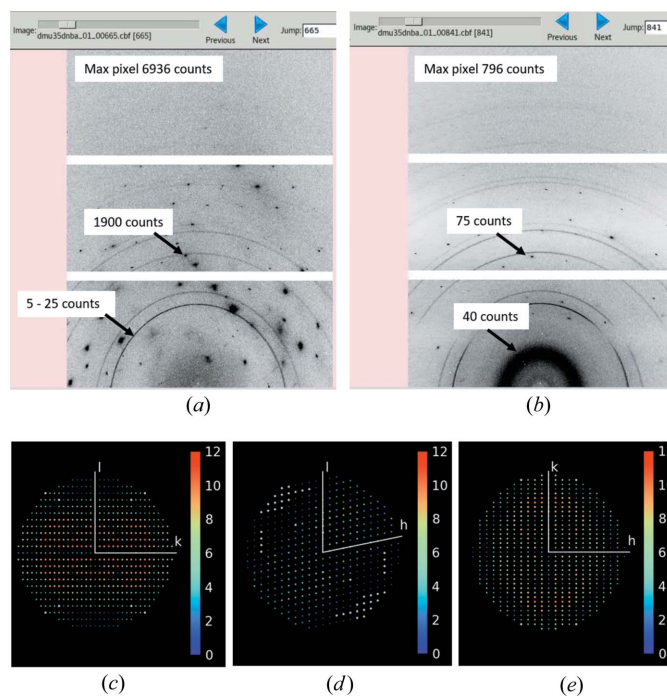 Image:
dmu35dnba_01_00665.cbf [665]
Previous
Next
Jump: 665
Max pixel 6936 counts
1900 counts
5 - 25 counts
(a)
Image:
dmu35dnba_01_00841.cbf [841]
Previous
Next
Jump: 841
Max pixel 796 counts
75 counts
40 counts
(b)
l
k
12
10
8
6
4
2
0
(c)
l
h
12
10
8
6
4
2
0
(d)
k
h
1
1
8
6
4
2
0
(e)